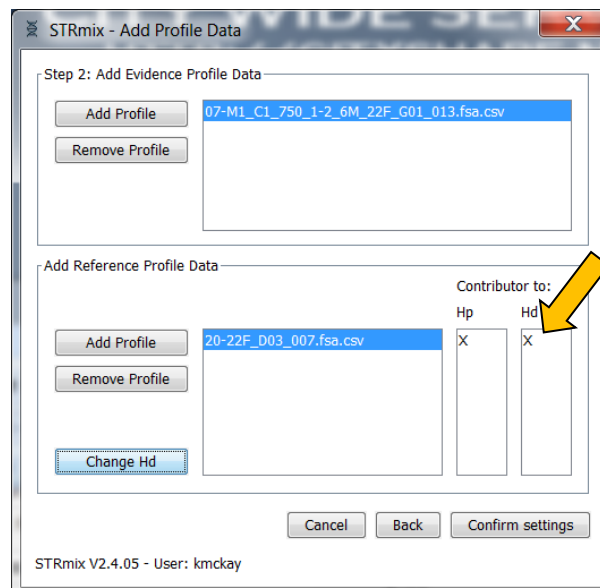 STRmix - Add Profile Data
Step 2: Add Evidence Profile Data
Add Profile
07-M1_C1_750_1-2_6M_22F_G01_013.fsa.csv
Remove Profile
Add Reference Profile Data
Contributor to:
Hp Hd
Add Profile
20-22F_D03_007.fsa.csv
X X
Remove Profile
Change Hd
Cancel Back Confirm settings
STRmix V2.4.05 - User: kmckay